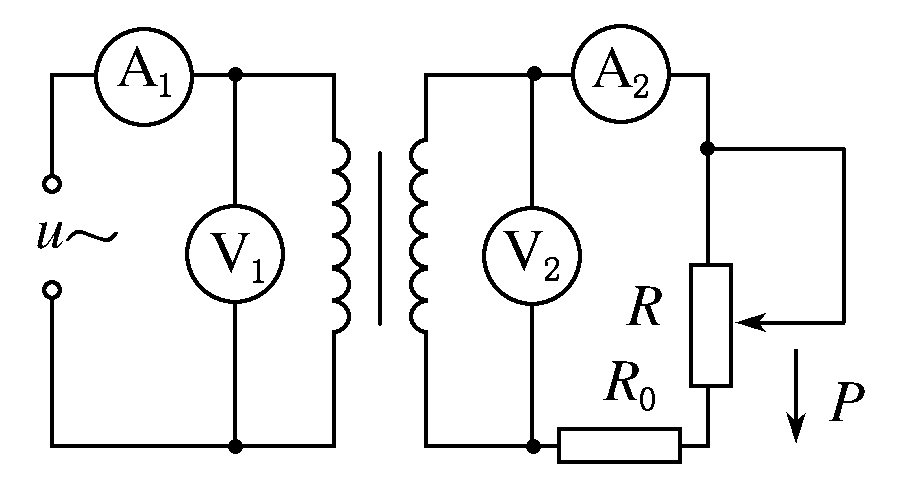 A₁
A₂
u~
V₁
V₂
R
R₀
P